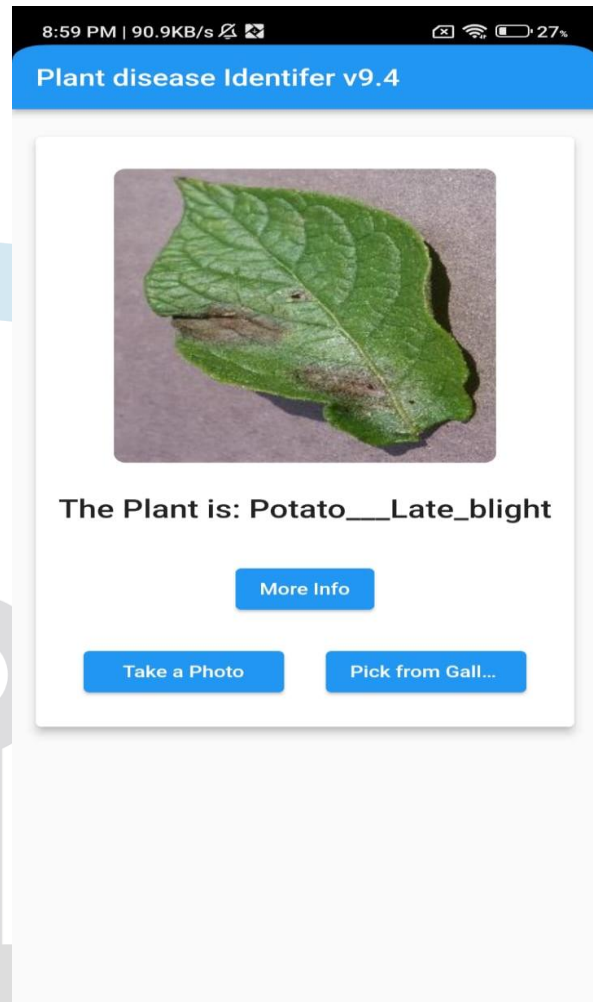 8:59 PM | 90.9KB/s 27%
Plant disease Identifer v9.4
The Plant is: Potato___Late_blight
More Info
Take a Photo Pick from Gall...